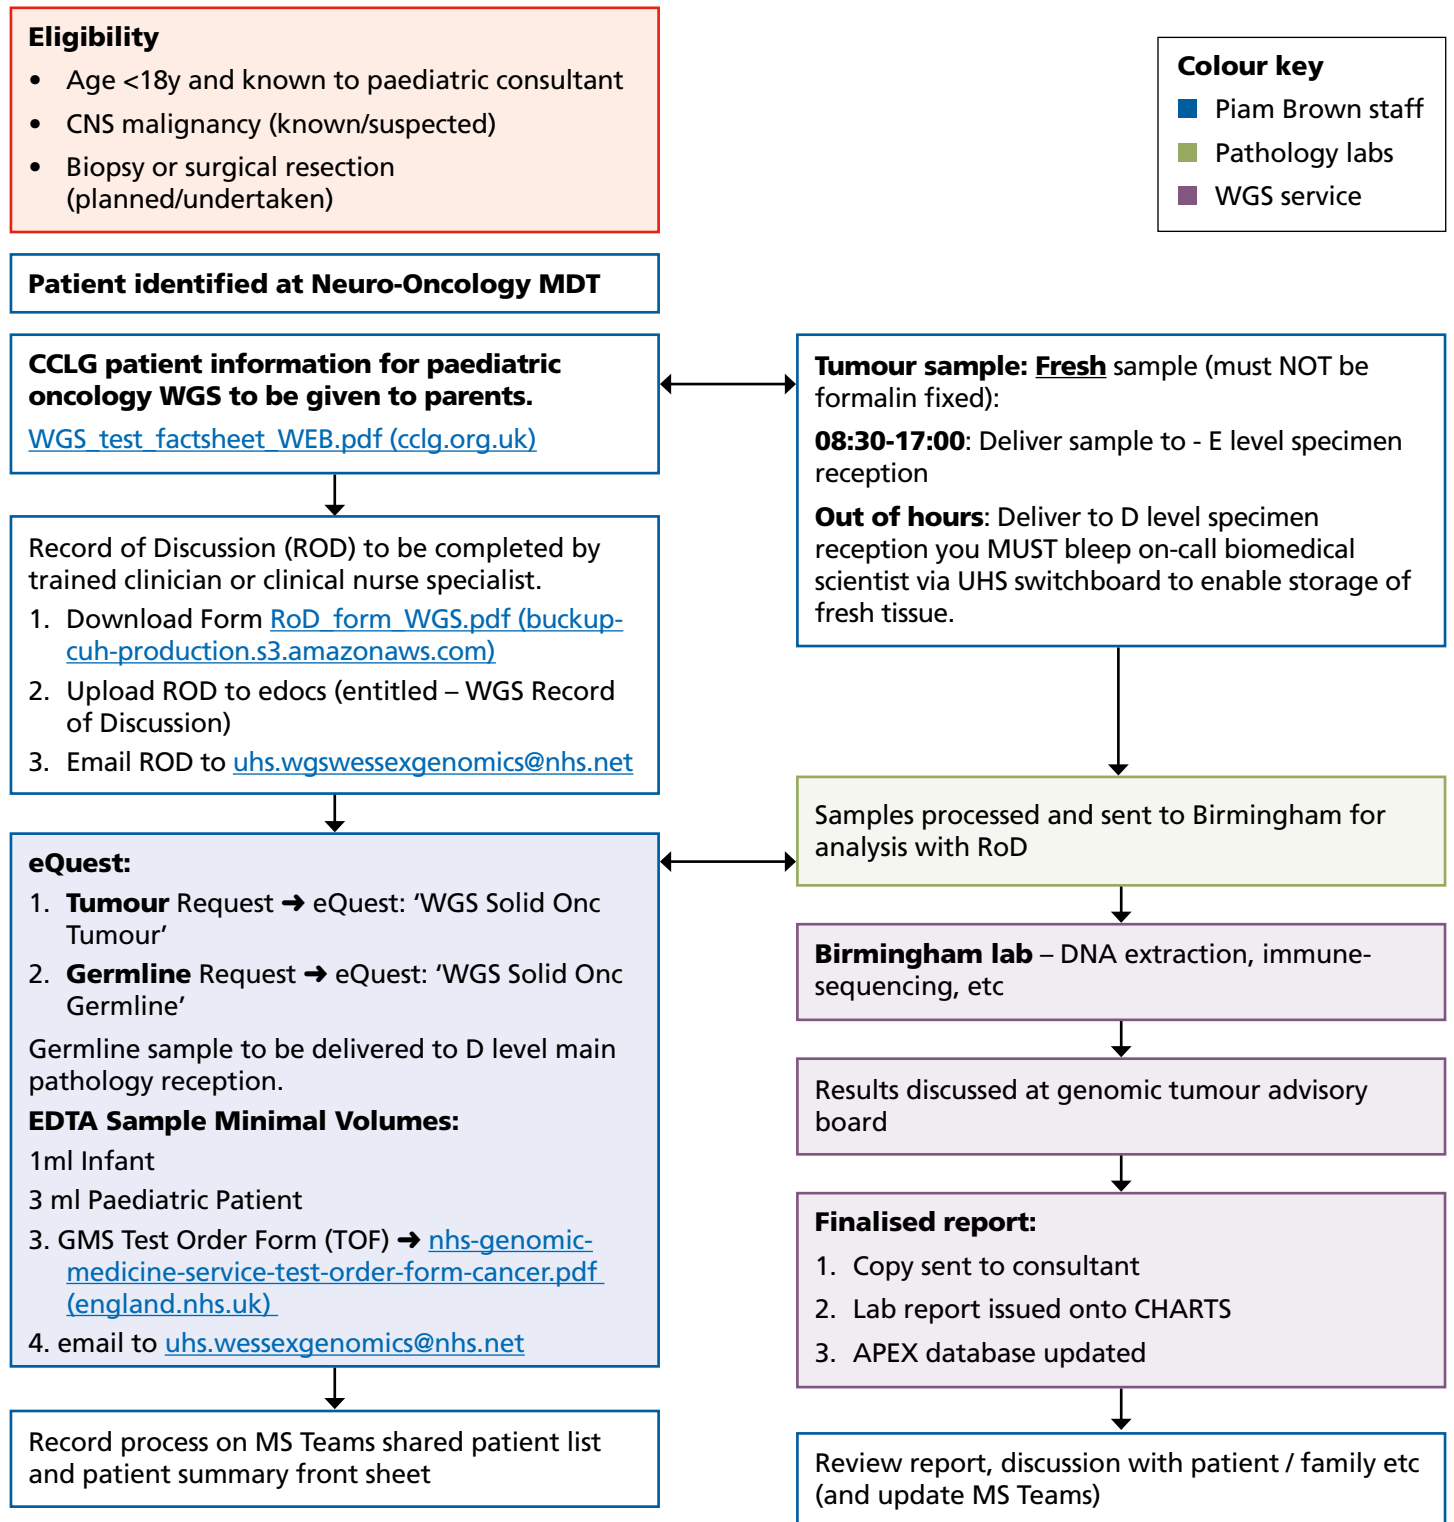 Eligibility
• Age <18y and known to paediatric consultant
• CNS malignancy (known/suspected)
• Biopsy or surgical resection
(planned/undertaken)
Colour key
Piam Brown staff
Pathology labs
WGS service
Patient identified at Neuro-Oncology MDT
CCLG patient information for paediatric
oncology WGS to be given to parents.
WGS_test_factsheet_WEB.pdf (cclg.org.uk)
Record of Discussion (ROD) to be completed by
trained clinician or clinical nurse specialist.
1. Download Form RoD_form_WGS.pdf (buckup-
cuh-production.s3.amazonaws.com)
2. Upload ROD to edocs (entitled – WGS Record
of Discussion)
3. Email ROD to uhs.wgswessexgenomics@nhs.net
eQuest:
1. Tumour Request ➜ eQuest: ‘WGS Solid Onc
Tumour’
2. Germline Request ➜ eQuest: ‘WGS Solid Onc
Germline’
Germline sample to be delivered to D level main
pathology reception.
EDTA Sample Minimal Volumes:
1ml Infant
3 ml Paediatric Patient
3. GMS Test Order Form (TOF) ➜ nhs-genomic-
medicine-service-test-order-form-cancer.pdf
(england.nhs.uk)
4. email to uhs.wessexgenomics@nhs.net
Record process on MS Teams shared patient list
and patient summary front sheet
Tumour sample: Fresh sample (must NOT be
formalin fixed):
08:30-17:00: Deliver sample to - E level specimen
reception
Out of hours: Deliver to D level specimen
reception you MUST bleep on-call biomedical
scientist via UHS switchboard to enable storage of
fresh tissue.
Samples processed and sent to Birmingham for
analysis with RoD
Birmingham lab – DNA extraction, immune-
sequencing, etc
Results discussed at genomic tumour advisory
board
Finalised report:
1. Copy sent to consultant
2. Lab report issued onto CHARTS
3. APEX database updated
Review report, discussion with patient / family etc
(and update MS Teams)